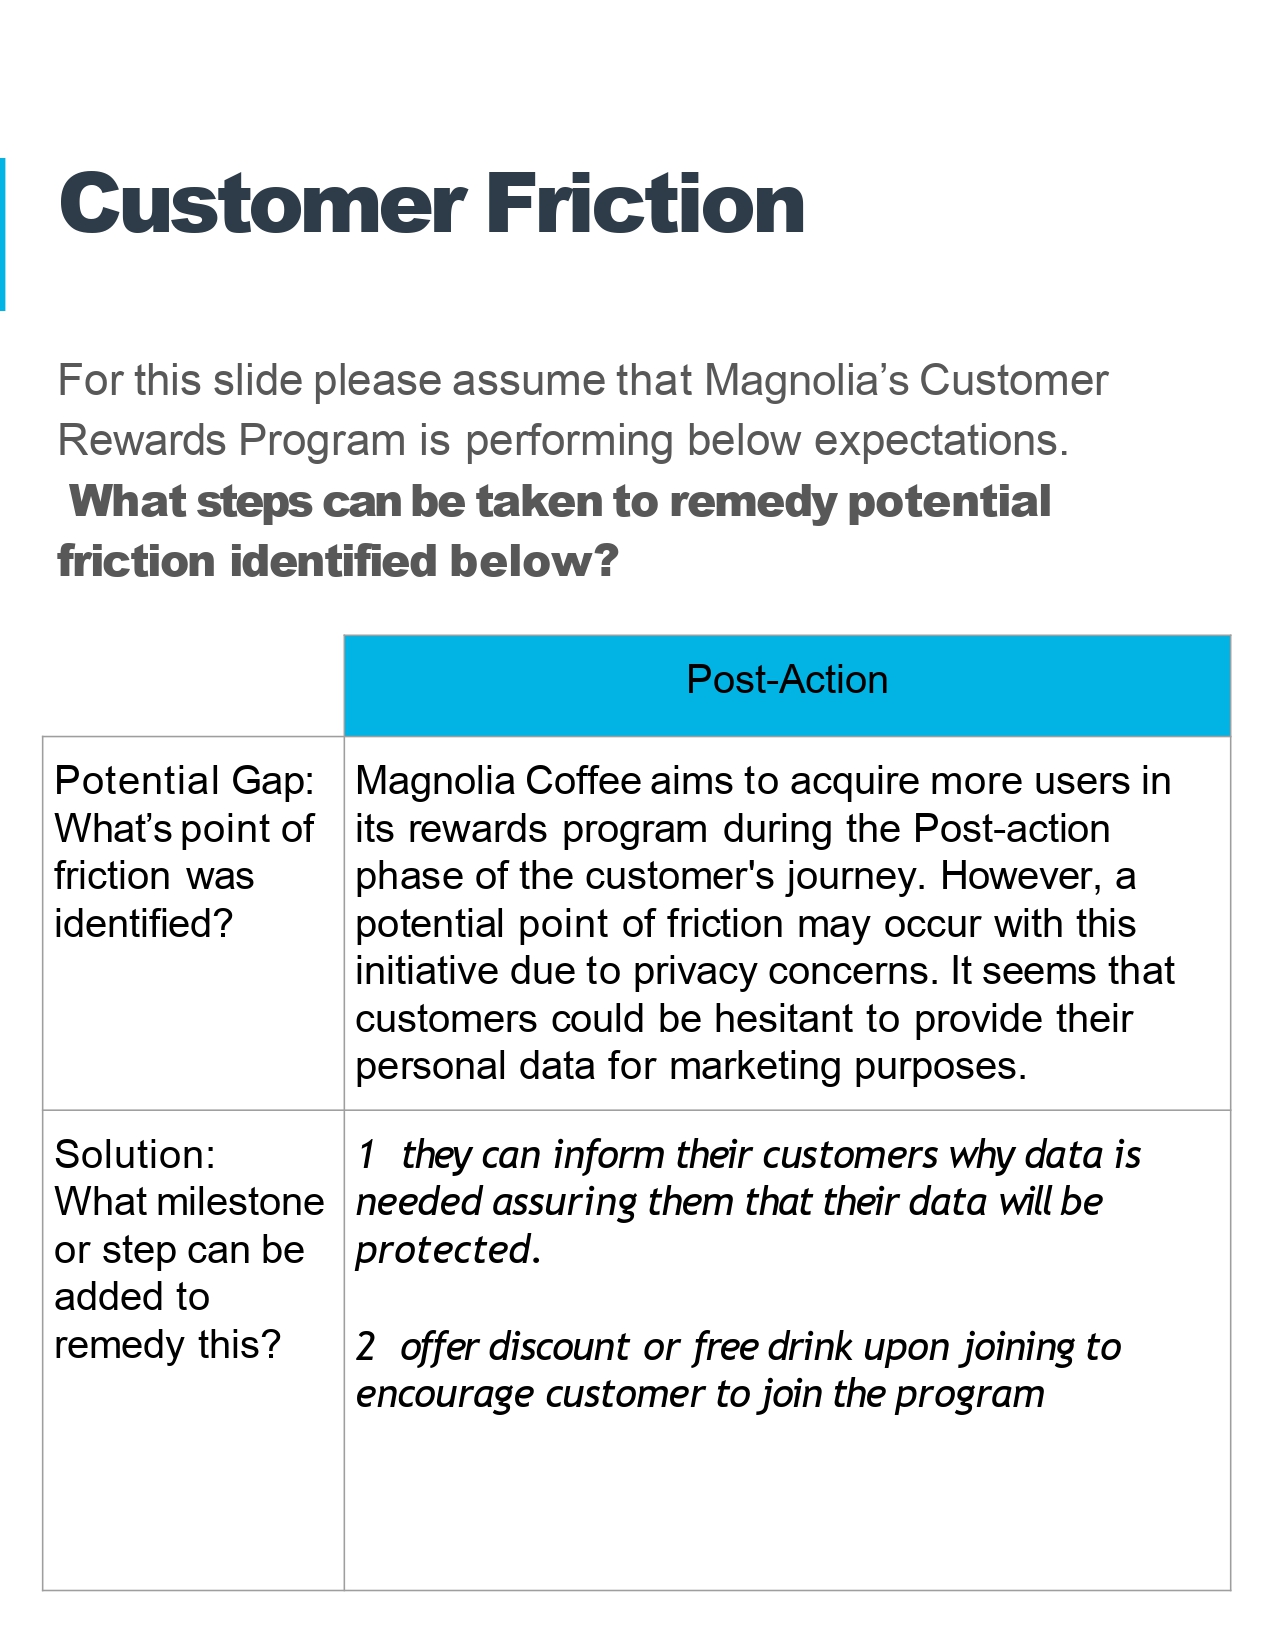 Customer Friction
For this slide please assume that Magnolia’s Customer
Rewards Program is performing below expectations.
What steps can be taken to remedy potential
friction identified below?
Post-Action
Potential Gap:
What’s point of
friction was
identified?
Magnolia Coffee aims to acquire more users in
its rewards program during the Post-action
phase of the customer's journey. However, a
potential point of friction may occur with this
initiative due to privacy concerns. It seems that
customers could be hesitant to provide their
personal data for marketing purposes.
Solution:
What milestone
or step can be
added to
remedy this?
1 they can inform their customers why data is
needed assuring them that their data will be
protected.
2 offer discount or free drink upon joining to
encourage customer to join the program